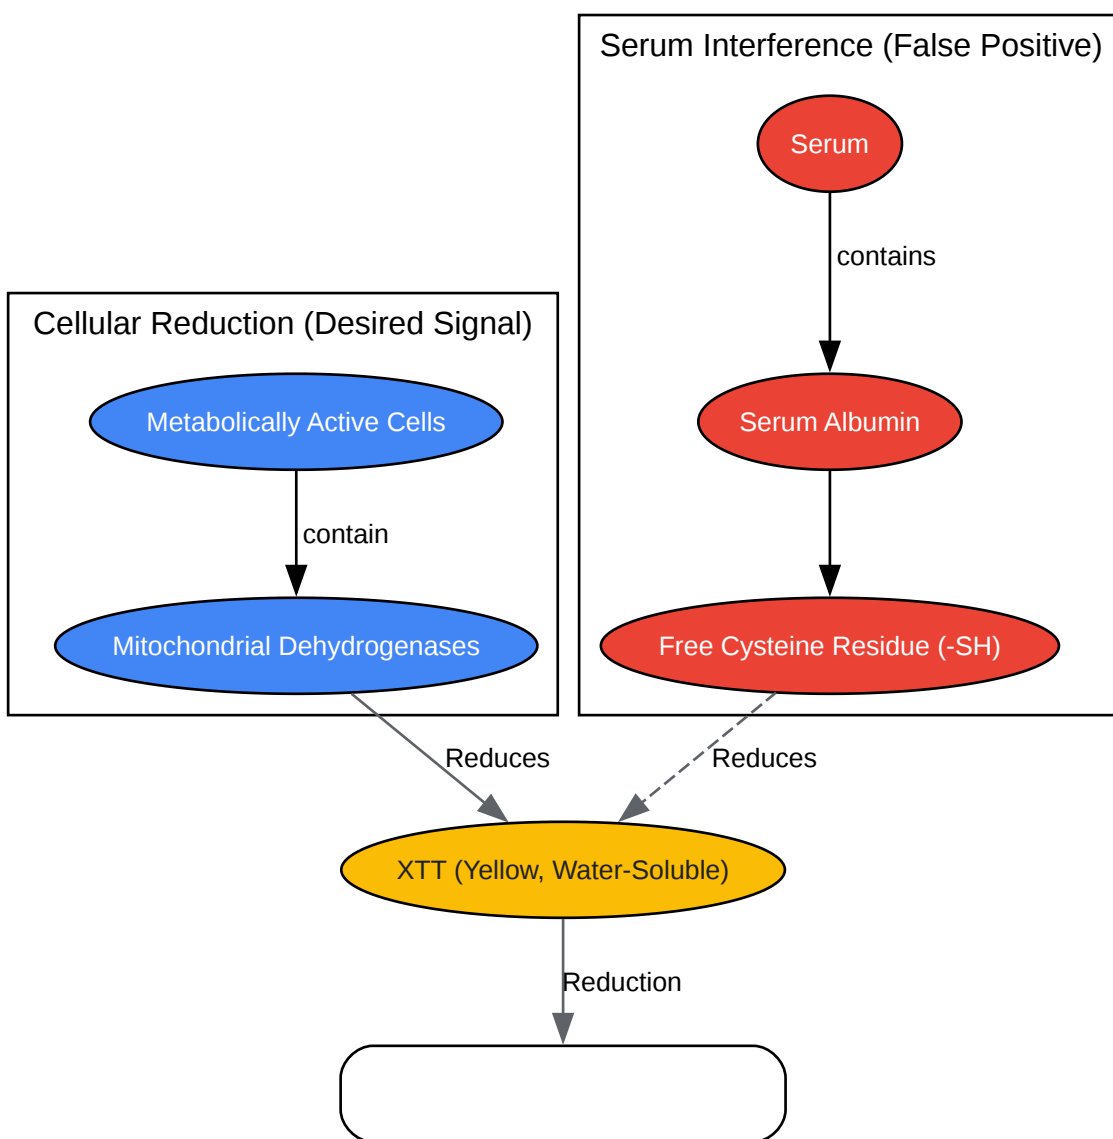 Serum Interference (False Positive)
Serum
contains
Cellular Reduction (Desired Signal)
Metabolically Active Cells
Serum Albumin
contain
Mitochondrial Dehydrogenases
Free Cysteine Residue (-SH)
Reduces
Reduces
XTT (Yellow, Water-Soluble)
Reduction